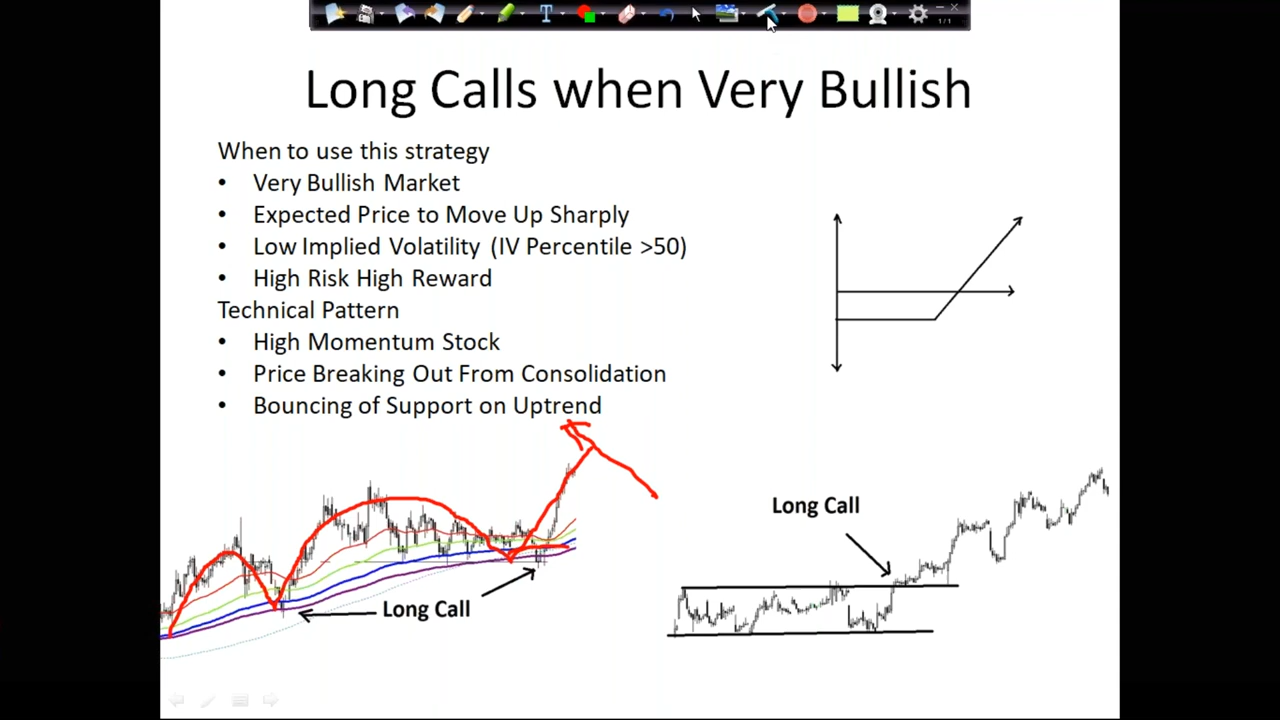 1/1
Long Calls when Very Bullish
When to use this strategy
• Very Bullish Market
• Expected Price to Move Up Sharply
• Low Implied Volatility (IV Percentile >50)
• High Risk High Reward
Technical Pattern
• High Momentum Stock
• Price Breaking Out From Consolidation
• Bouncing of Support on Uptrend
Long Call
Long Call